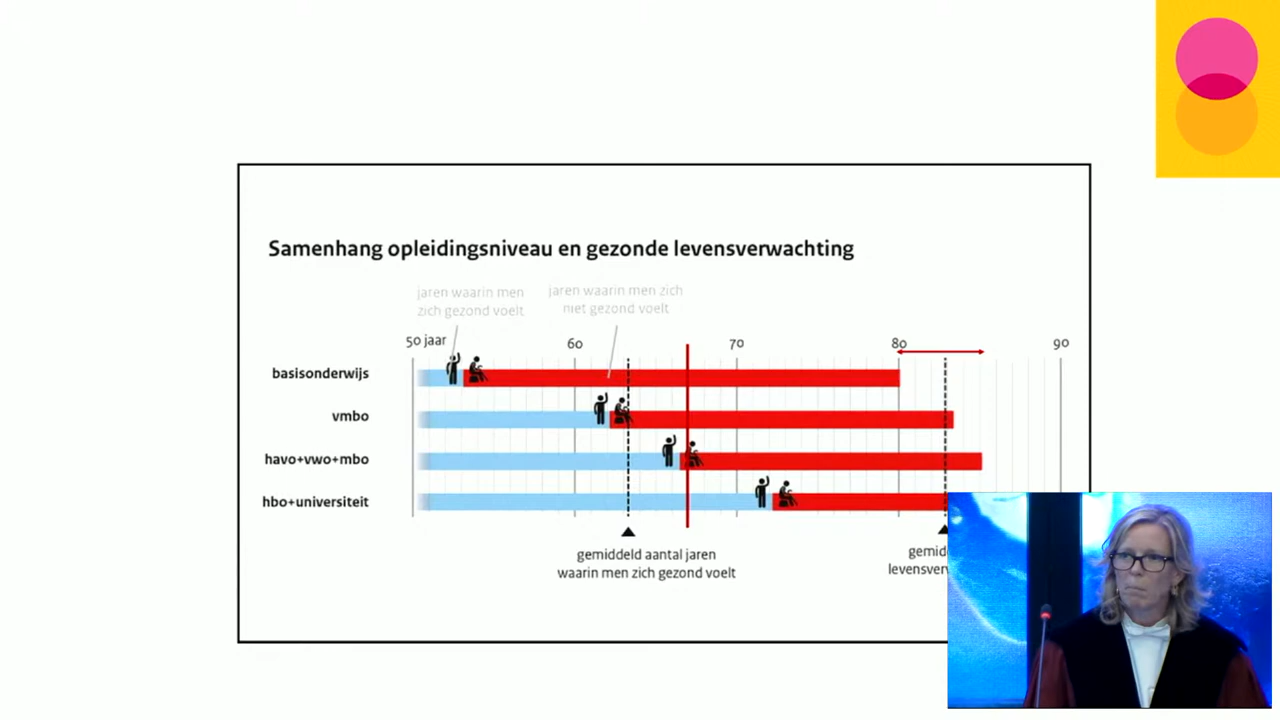 Samenhang opleidingsniveau en gezonde levensverwachting
jaren waarin men
zich gezond voelt
jaren waarin men zich
niet gezond voelt
50 jaar 60 70 80 90
basisonderwijs
vmbo
havo+vwo+mbo
hbo+universiteit
gemiddeld aantal jaren
waarin men zich gezond voelt